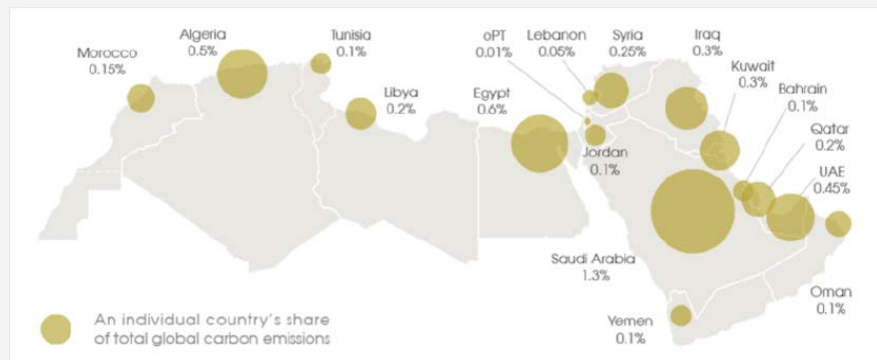 Morocco
0.15%
Algeria
0.5%
Tunisia
0.1%
Libya
0.2%
Egypt
0.6%
oPT
0.01%
Lebanon
0.05%
Syria
0.25%
Iraq
0.3%
Kuwait
0.3%
Bahrain
0.1%
Qatar
0.2%
UAE
0.45%
Jordan
0.1%
Saudi Arabia
1.3%
Oman
0.1%
Yemen
0.1%
An individual country's share
of total global carbon emissions